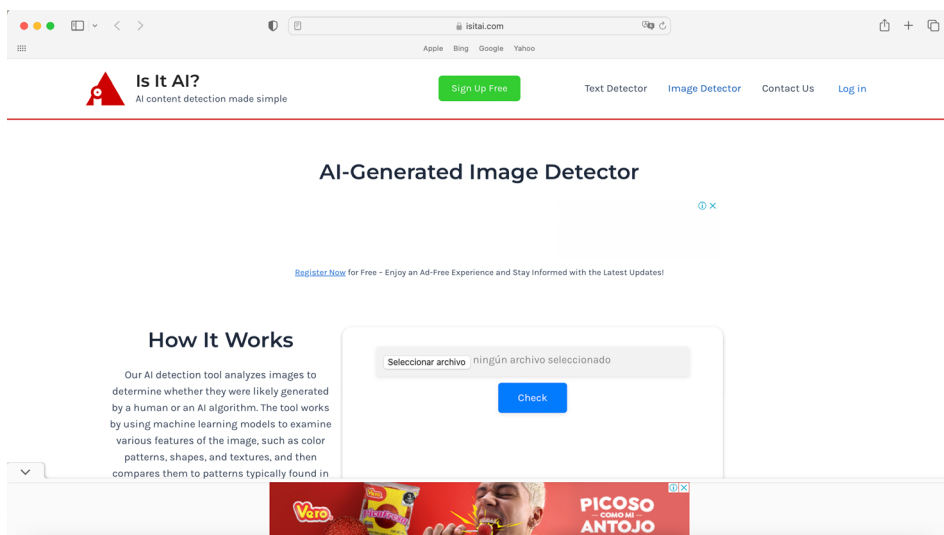 isitai.com
Apple Bing Google Yahoo
Is It AI?
AI content detection made simple
Sign Up Free
Text Detector
Image Detector
Contact Us
Log in
AI-Generated Image Detector
Register Now for Free – Enjoy an Ad-Free Experience and Stay Informed with the Latest Updates!
How It Works
Our AI detection tool analyzes images to
determine whether they were likely generated
by a human or an AI algorithm. The tool works
by using machine learning models to examine
various features of the image, such as color
patterns, shapes, and textures, and then
compares them to patterns typically found in
Seleccionar archivo ningún archivo seleccionado
Check
Vero
PICOSO
COMO MI
ANTOJO